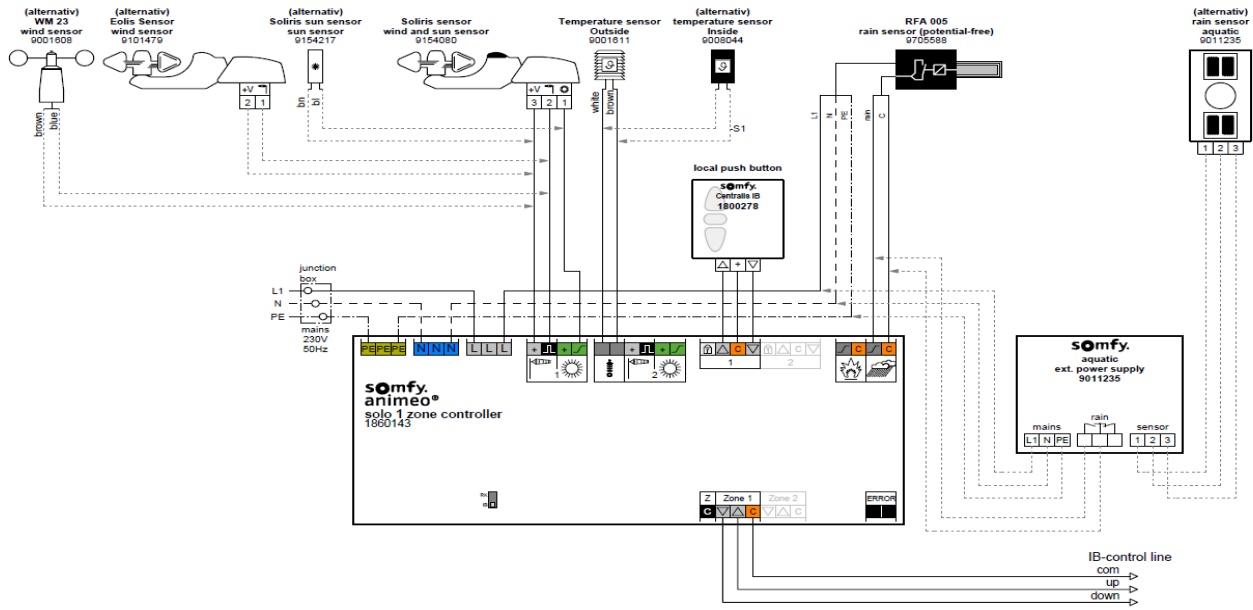 (alternativ)
WM 23
wind sensor
9001608
(alternativ)
Eolis Sensor
wind sensor
9101479
(alternativ)
Soliris sun sensor
sun sensor
9154217
Soliris sensor
wind and sun sensor
9154080
Temperature sensor
Outside
9001611
(alternativ)
temperature sensor
Inside
9008044
RFA 005
rain sensor (potential-free)
9705588
(alternativ)
rain sensor
aquatic
9011235
+V
2 1
+V
3 2 1
brown
blue
bn
bl
white
brown
-S1
L1
N
PE
rain
C
1 2 3
local push button
somfy.
Centralis IB
1800278
+
junction
box
L1
N
PE
mains
230V
50Hz
PE PE PE N N N L L L + + + + C C C C
1 2 1 2
somfy.
animeo®
solo 1 zone controller
1860143
somfy.
aquatic
ext. power supply
9011235
mains rain sensor
L1 N PE 1 2 3
RK
IB
Z Zone 1 Zone 2
C C C
ERROR
IB-control line
com
up
down